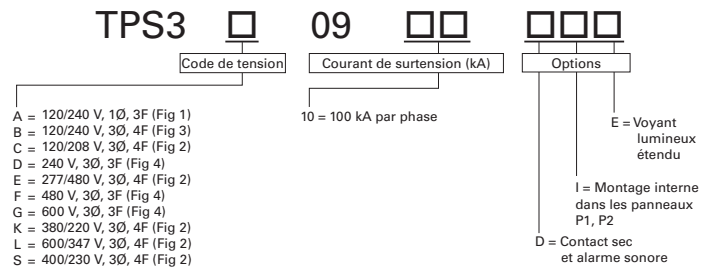 TPS3 □ 09 □□ □□□
Code de tension
Courant de surtension (kA)
Options
A = 120/240 V, 1Ø, 3F (Fig 1)
B = 120/240 V, 3Ø, 4F (Fig 3)
C = 120/208 V, 3Ø, 4F (Fig 2)
D = 240 V, 3Ø, 3F (Fig 4)
E = 277/480 V, 3Ø, 4F (Fig 2)
F = 480 V, 3Ø, 3F (Fig 4)
G = 600 V, 3Ø, 3F (Fig 4)
K = 380/220 V, 3Ø, 4F (Fig 2)
L = 600/347 V, 3Ø, 4F (Fig 2)
S = 400/230 V, 3Ø, 4F (Fig 2)
10 = 100 kA par phase
E = Voyant
lumineux
étendu
I = Montage interne
dans les panneaux
P1, P2
D = Contact sec
et alarme sonore